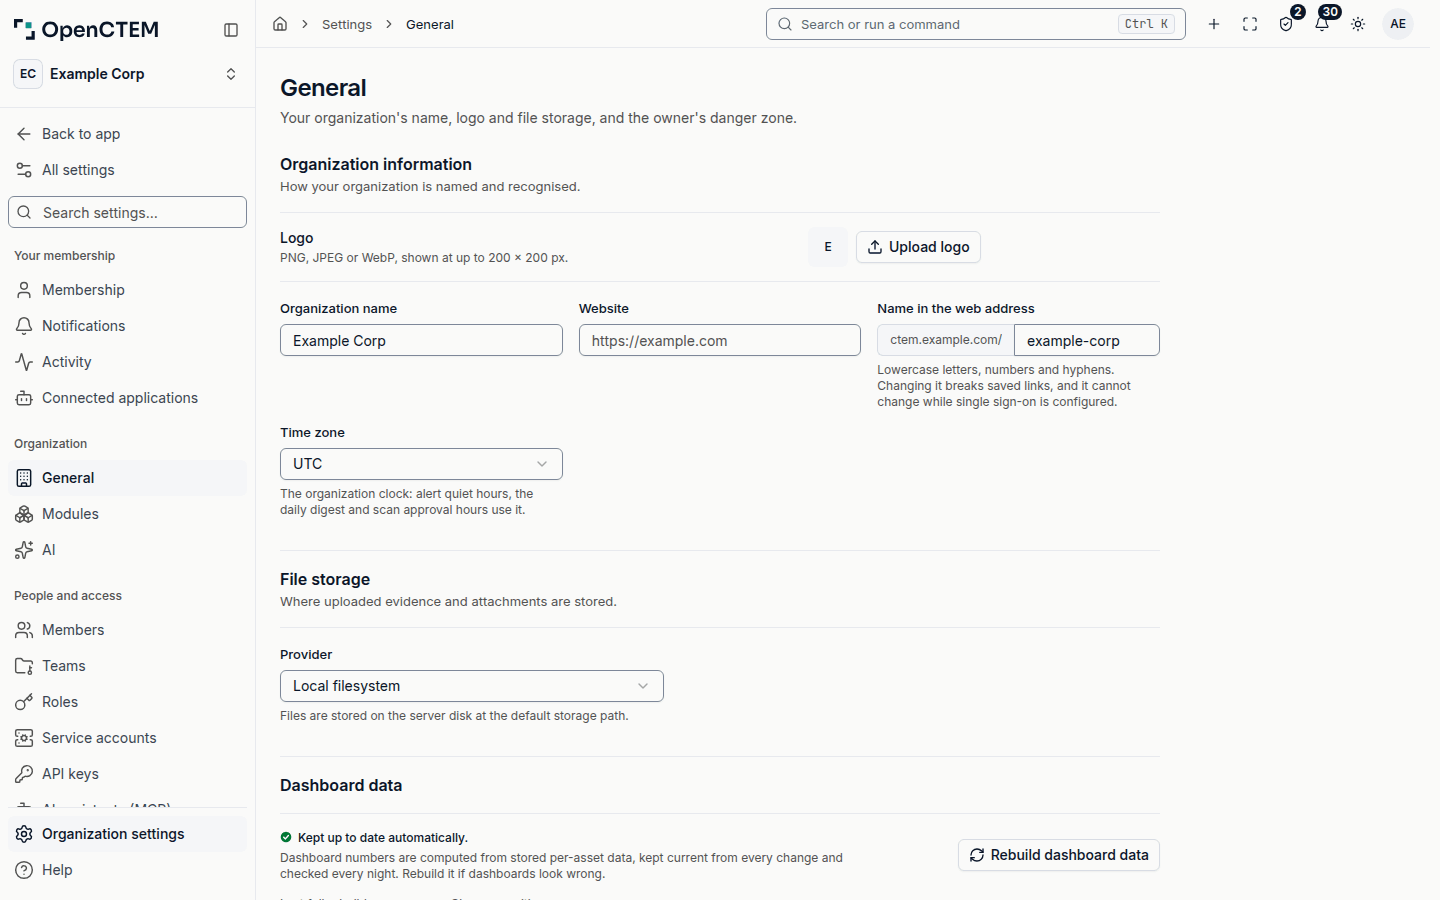 OpenCTEM
EC Example Corp
Back to app
All settings
Search settings...
Your membership
Membership
Notifications
Activity
Connected applications
Organization
General
Modules
AI
People and access
Members
Teams
Roles
Service accounts
API keys
Organization settings
Help
Settings General
Search or run a command Ctrl K
2
30
AE
General
Your organization's name, logo and file storage, and the owner's danger zone.
Organization information
How your organization is named and recognised.
Logo
PNG, JPEG or WebP, shown at up to 200 × 200 px.
E
Upload logo
Organization name
Example Corp
Website
https://example.com
Name in the web address
ctem.example.com/ example-corp
Lowercase letters, numbers and hyphens.
Changing it breaks saved links, and it cannot
change while single sign-on is configured.
Time zone
UTC
The organization clock: alert quiet hours, the
daily digest and scan approval hours use it.
File storage
Where uploaded evidence and attachments are stored.
Provider
Local filesystem
Files are stored on the server disk at the default storage path.
Dashboard data
Kept up to date automatically.
Dashboard numbers are computed from stored per-asset data, kept current from every change and
checked every night. Rebuild it if dashboards look wrong.
Rebuild dashboard data